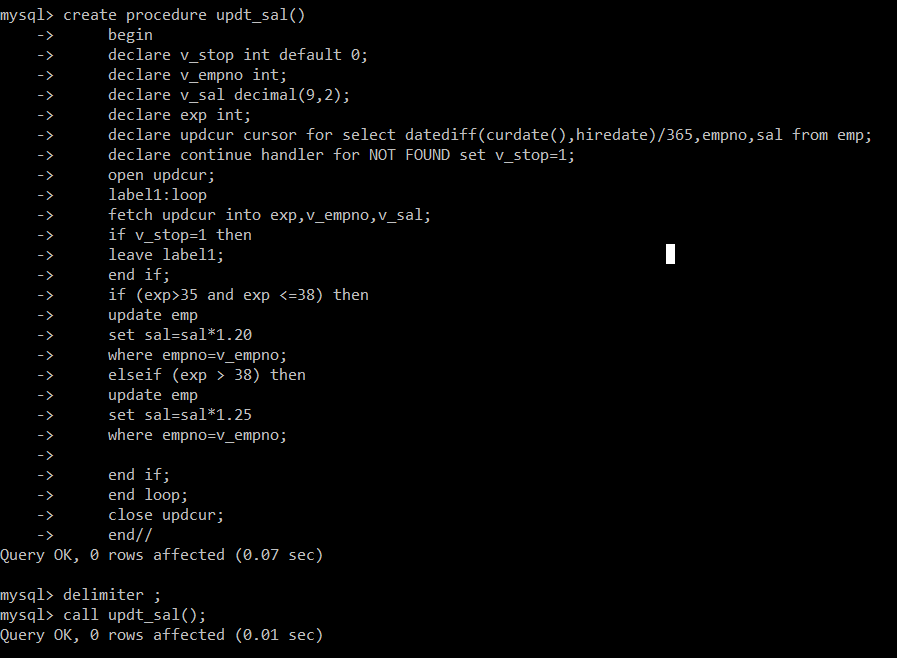 mysql> create procedure updt_sal()
    ->      begin
    ->      declare v_stop int default 0;
    ->      declare v_empno int;
    ->      declare v_sal decimal(9,2);
    ->      declare exp int;
    ->      declare updcur cursor for select datediff(curdate(),hiredate)/365,empno,sal from emp;
    ->      declare continue handler for NOT FOUND set v_stop=1;
    ->      open updcur;
    ->      label1:loop
    ->      fetch updcur into exp,v_empno,v_sal;
    ->      if v_stop=1 then
    ->      leave label1;
    ->      end if;
    ->      if (exp>35 and exp <=38) then
    ->      update emp
    ->      set sal=sal*1.20
    ->      where empno=v_empno;
    ->      elseif (exp > 38) then
    ->      update emp
    ->      set sal=sal*1.25
    ->      where empno=v_empno;
    ->
    ->      end if;
    ->      end loop;
    ->      close updcur;
    ->      end//
Query OK, 0 rows affected (0.07 sec)

mysql> delimiter ;
mysql> call updt_sal();
Query OK, 0 rows affected (0.01 sec)